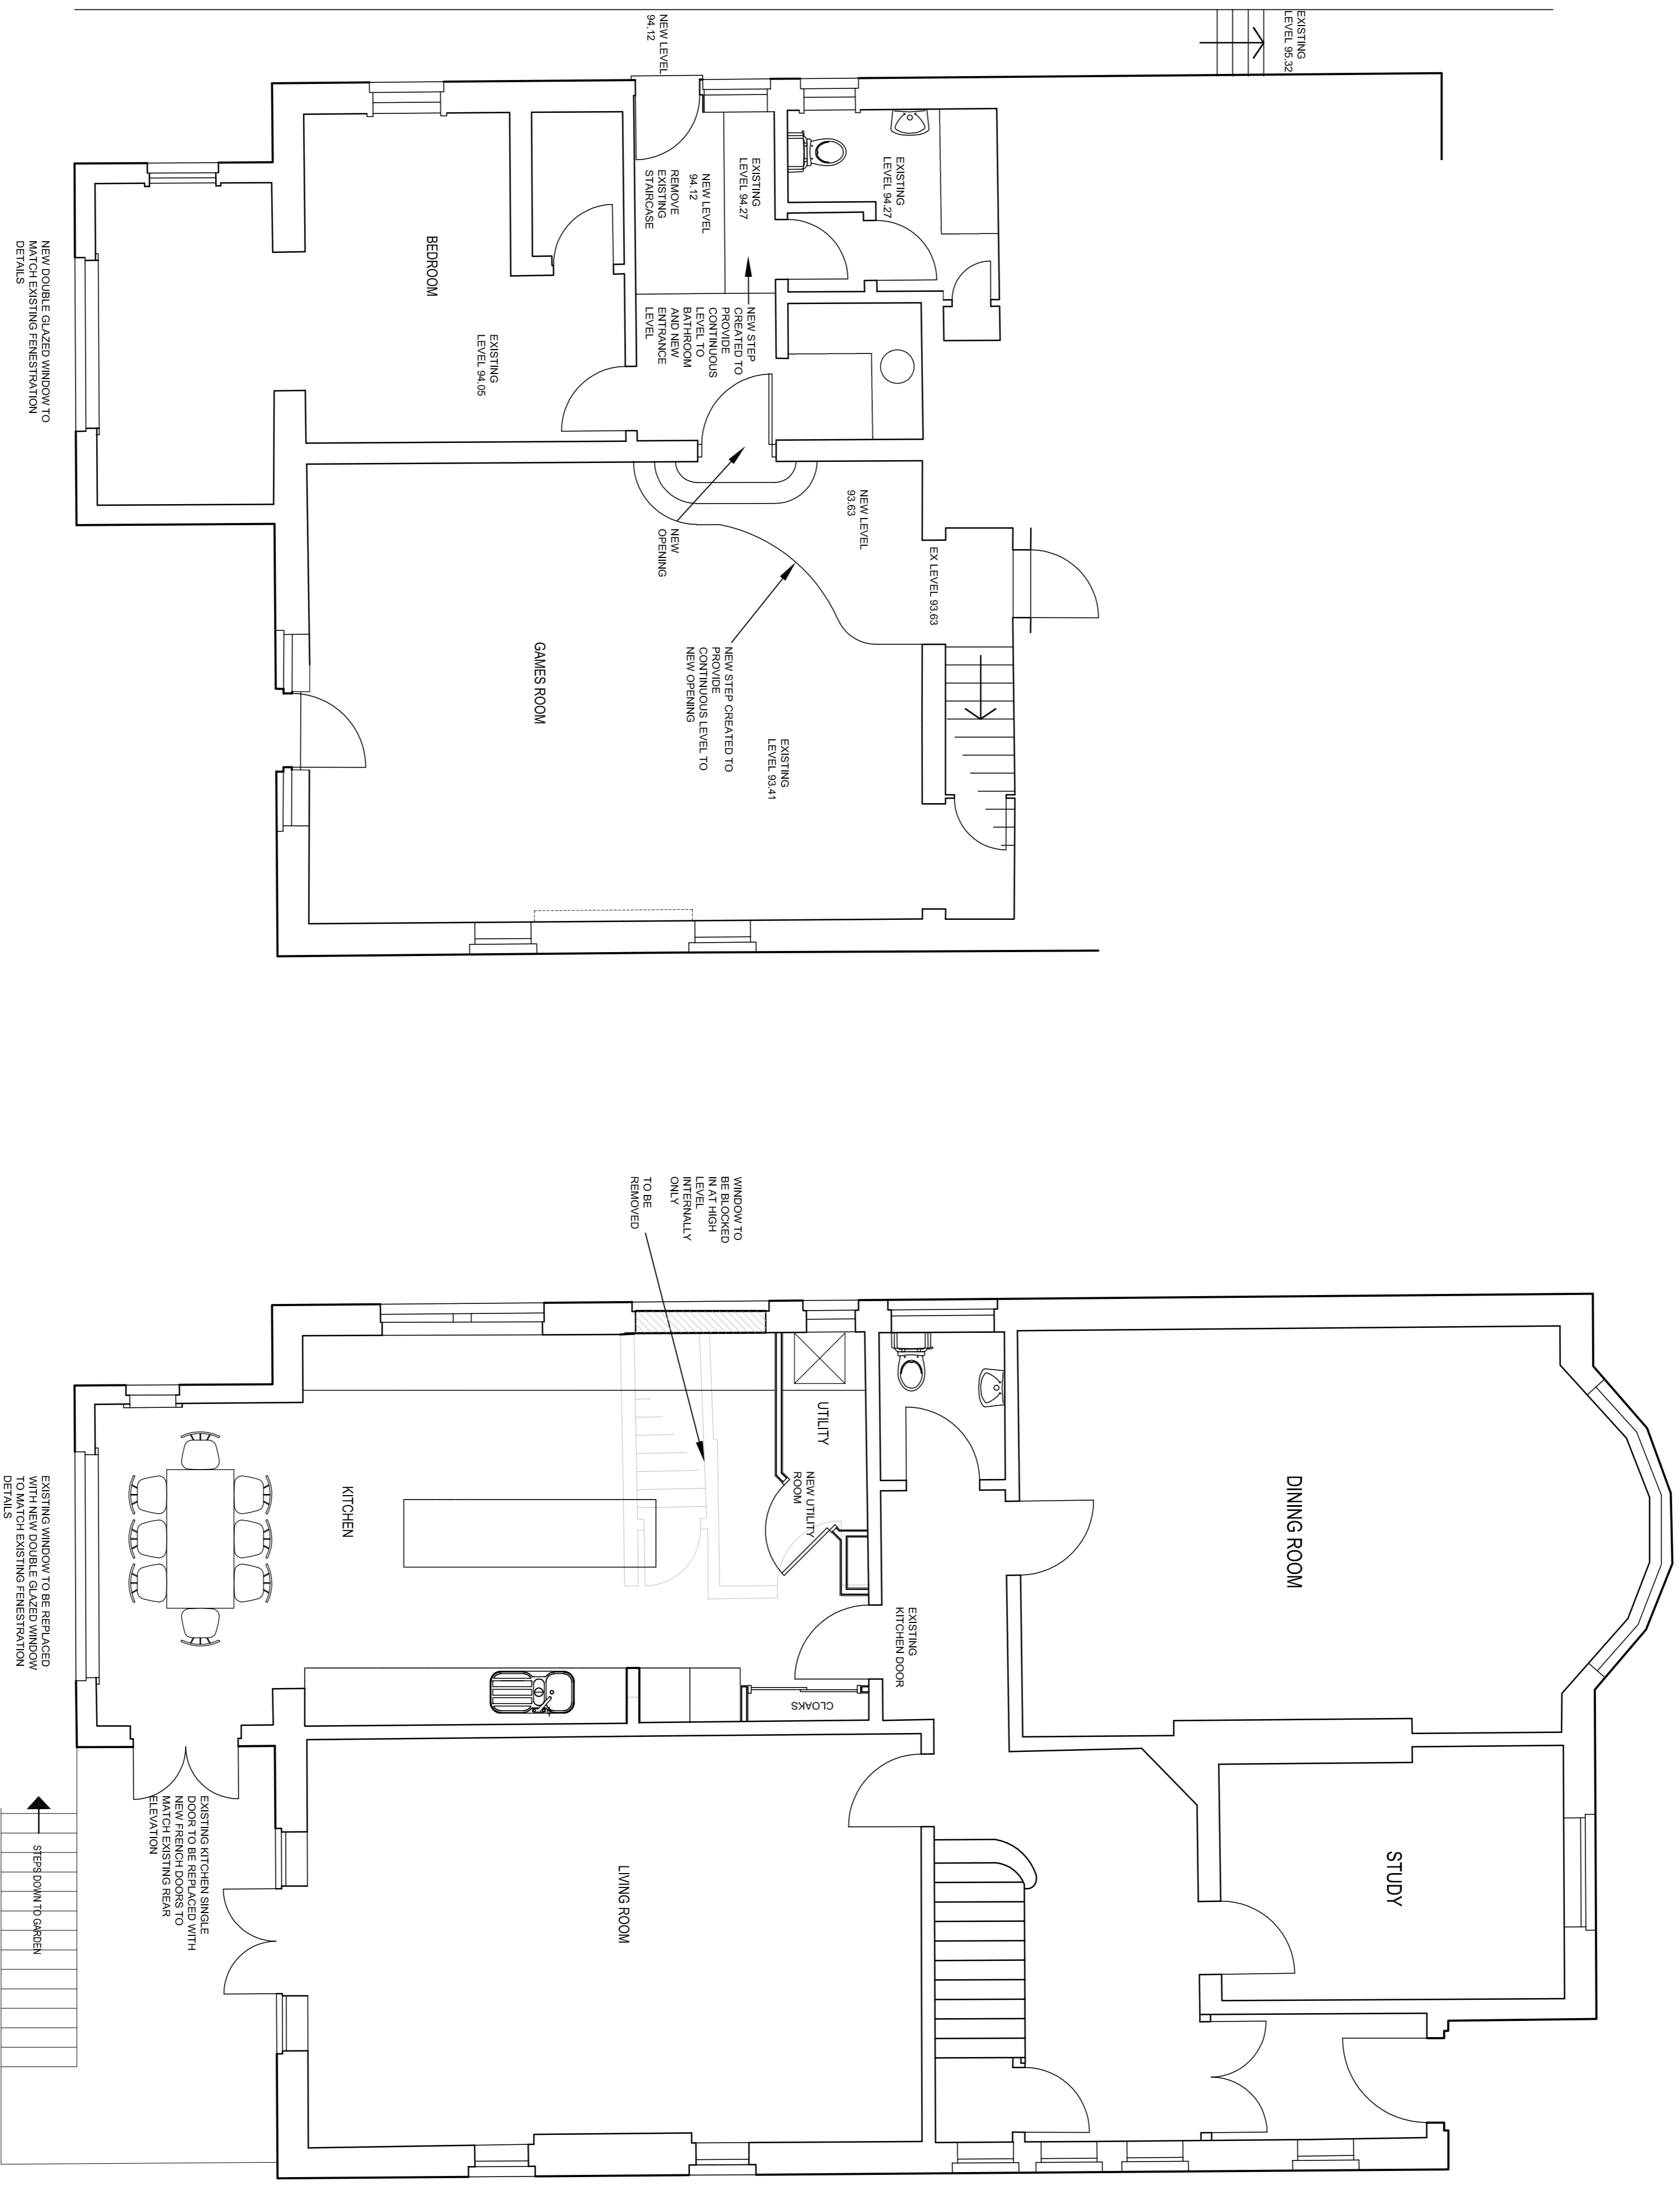 EXISTING
LEVEL 95.32
NEW LEVEL
94.12
EXISTING
LEVEL 94.27
EXISTING
LEVEL 94.27
NEW LEVEL
94.12
REMOVE
EXISTING
STAIRCASE
BEDROOM
NEW DOUBLE GLAZED WINDOW TO
MATCH EXISTING FENESTRATION
DETAILS
NEW STEP
CREATED TO
PROVIDE
CONTINUOUS
LEVEL TO
BATHROOM
AND NEW
ENTRANCE
LEVEL
EXISTING
LEVEL 94.05
NEW LEVEL
93.63
NEW
OPENING
EX LEVEL 93.63
NEW STEP CREATED TO
PROVIDE
CONTINUOUS LEVEL TO
NEW OPENING
GAMES ROOM
EXISTING
LEVEL 93.41
WINDOW TO
BE BLOCKED
IN AT HIGH
LEVEL
INTERNALLY
ONLY
TO BE
REMOVED
UTILITY
NEW UTILITY
ROOM
DINING ROOM
KITCHEN
EXISTING WINDOW TO BE REPLACED
WITH NEW DOUBLE GLAZED WINDOW
TO MATCH EXISTING FENESTRATION
DETAILS
EXISTING
KITCHEN DOOR
CLOAKS
EXISTING KITCHEN SINGLE
DOOR TO BE REPLACED WITH
NEW FRENCH DOORS TO
MATCH EXISTING REAR
ELEVATION
STUDY
LIVING ROOM
STEPS DOWN TO GARDEN